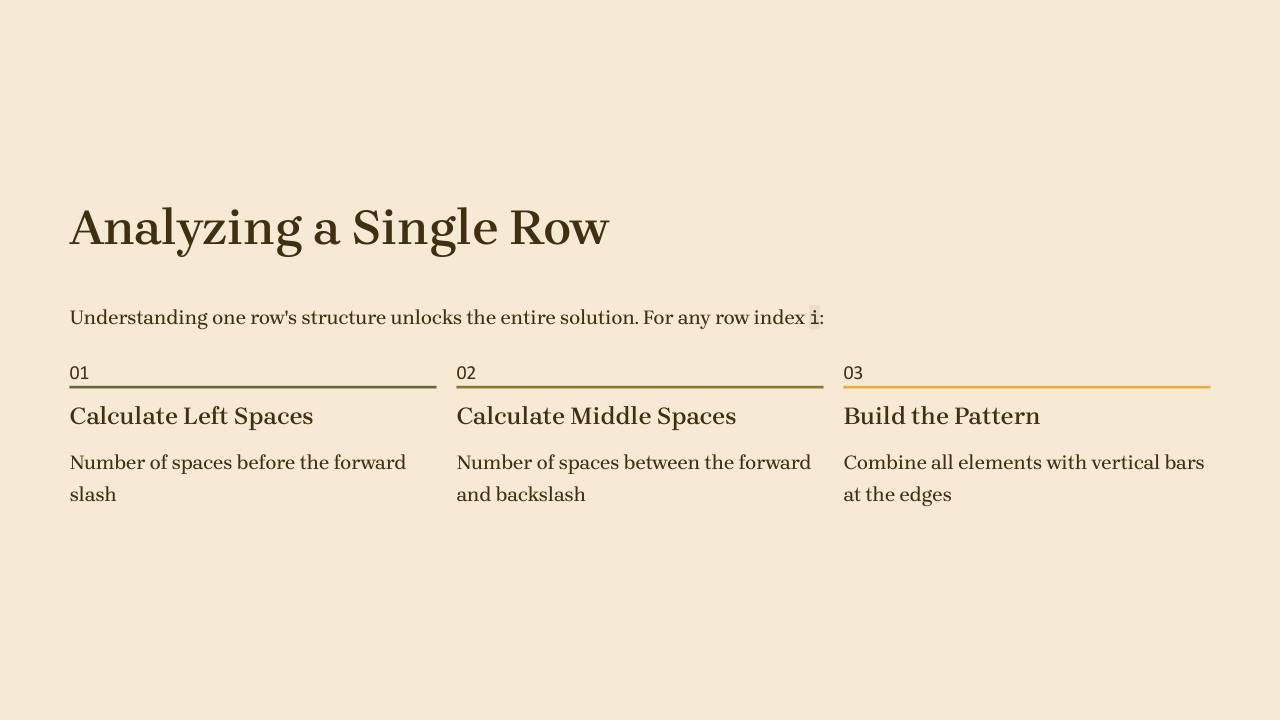 Analyzing a Single Row
Understanding one row's structure unlocks the entire solution. For any row index i:
01
Calculate Left Spaces
Number of spaces before the forward
slash
02
Calculate Middle Spaces
Number of spaces between the forward
and backslash
03
Build the Pattern
Combine all elements with vertical bars
at the edges